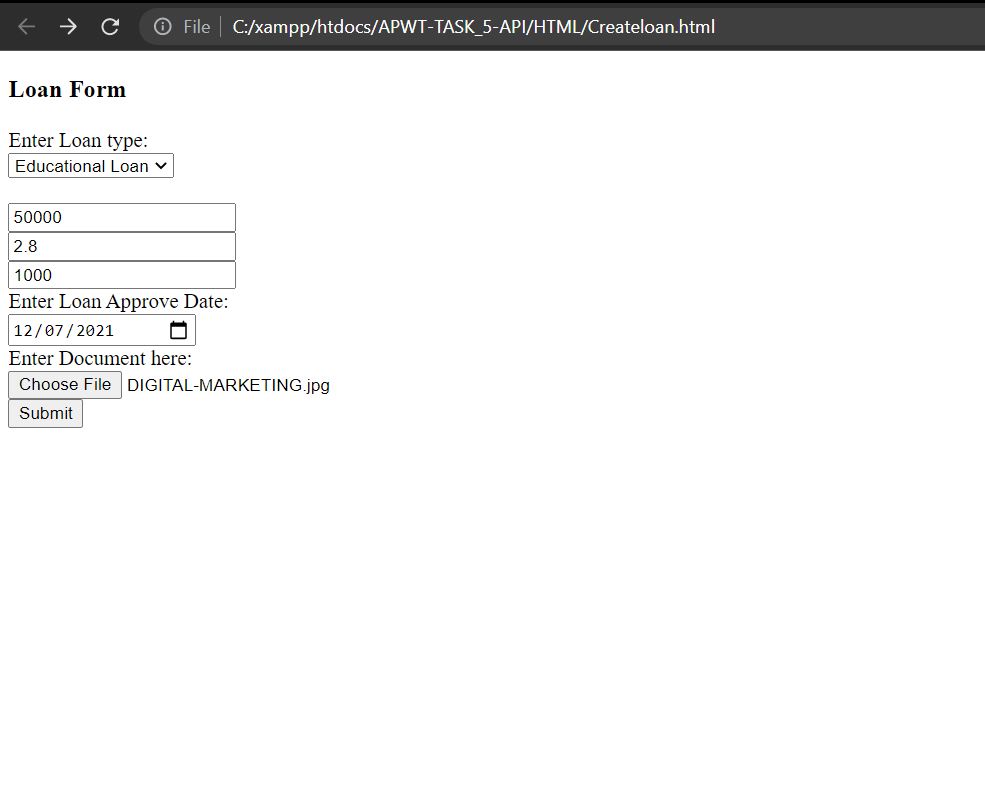 File C:/xampp/htdocs/APWT-TASK_5-API/HTML/Createloan.html
Loan Form
Enter Loan type:
Educational Loan
50000
2.8
1000
Enter Loan Approve Date:
12/07/2021
Enter Document here:
Choose File DIGITAL-MARKETING.jpg
Submit